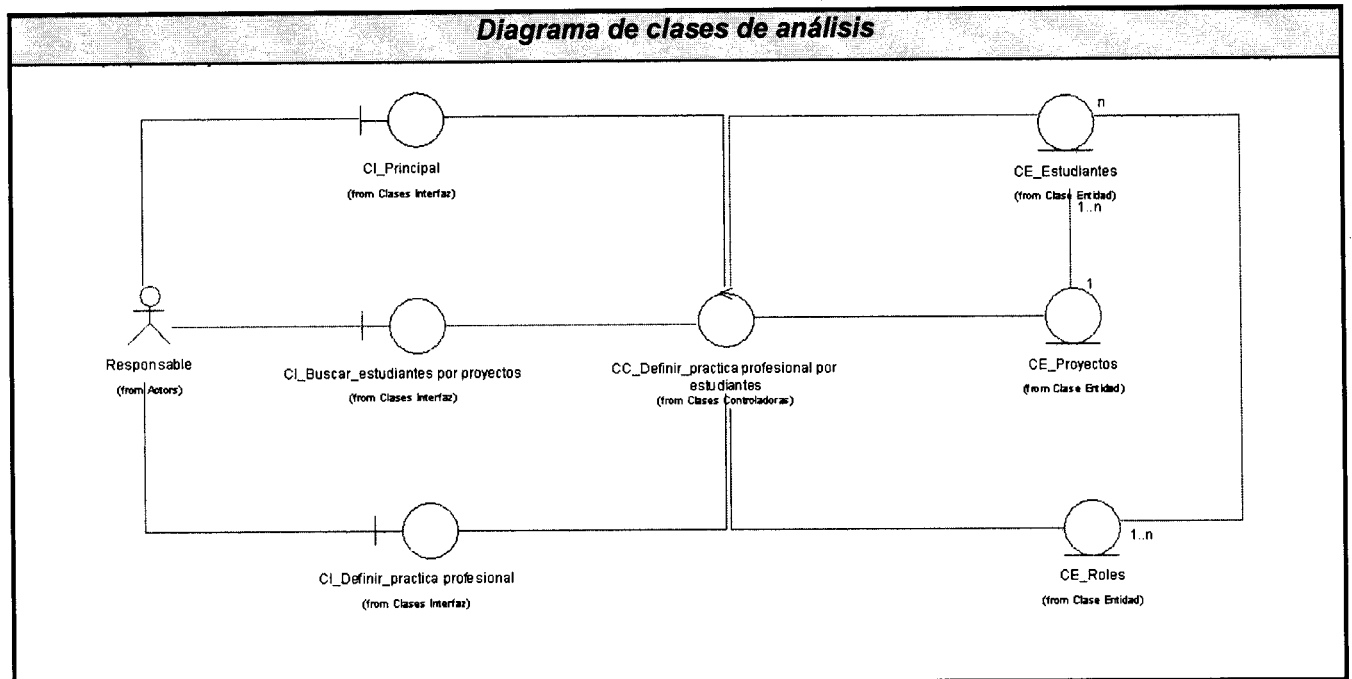 Diagrama de clases de análisis
CI_Principal
(from Clases Interfaz)
n
CE_Estudiantes
(from Clase Entidad)
1..n
Responsable
(from Actors)
CI_Buscar_estudiantes por proyectos
(from Clases Interfaz)
CC_Definir_practica profesional por
estudiantes
(from Clases Controladoras)
1
CE_Proyectos
(from Clase Entidad)
CI_Definir_practica profesional
(from Clases Interfaz)
1..n
CE_Roles
(from Clase Entidad)